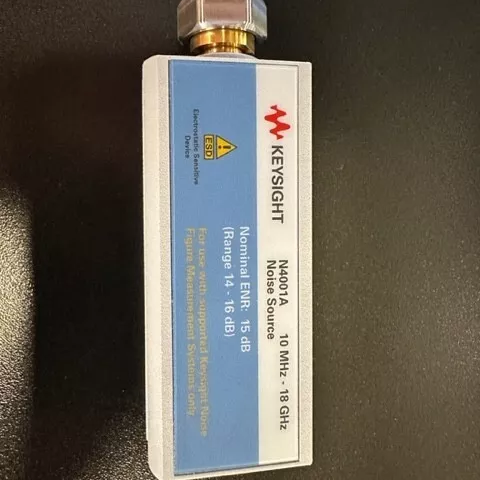 KEYSIGHT
N4001A 10 MHz - 18 GHz
Noise Source
Nominal ENR: 15 dB
(Range 14 - 16 dB)
For use with supported Keysight Noise
Figure Measurement Systems only
ESD
Electrostatic Sensitive
Device